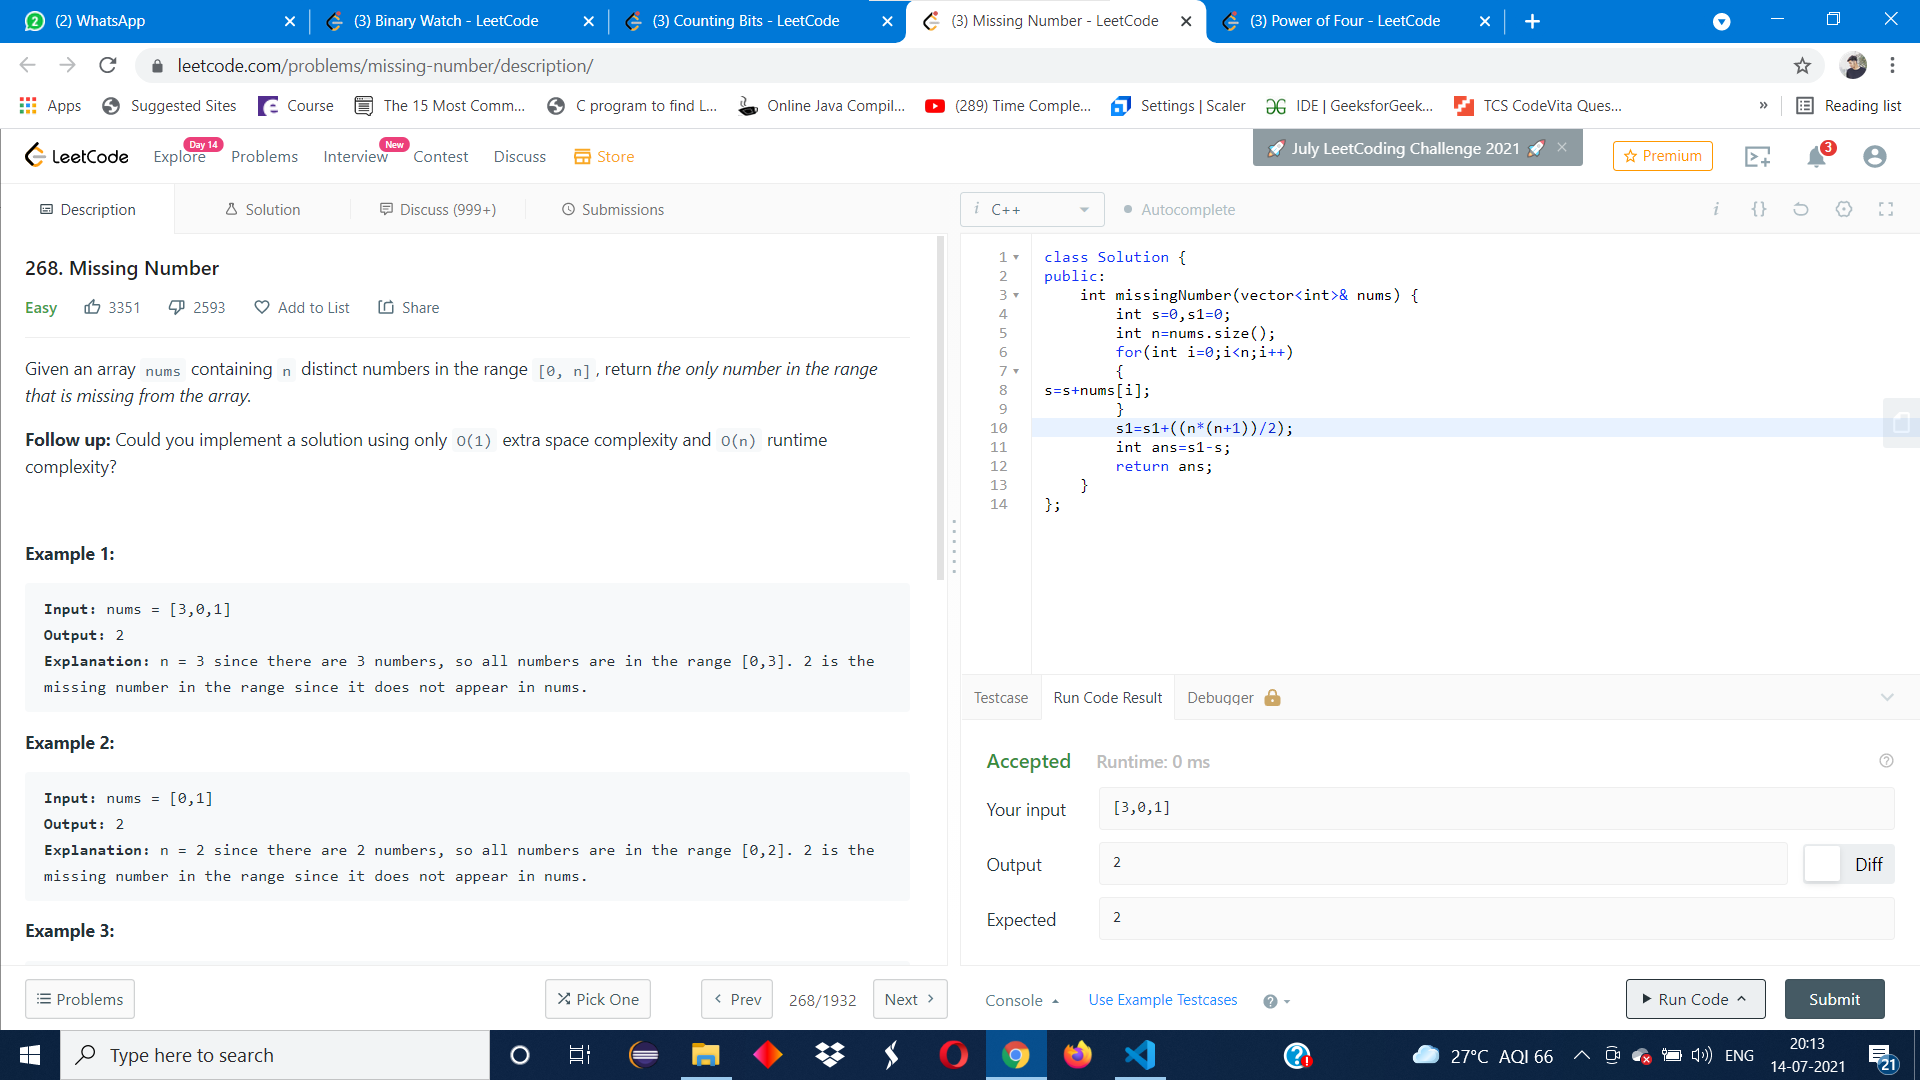 (2) WhatsApp
(3) Binary Watch - LeetCode
(3) Counting Bits - LeetCode
(3) Missing Number - LeetCode
(3) Power of Four - LeetCode
leetcode.com/problems/missing-number/description/
Apps
Suggested Sites
Course
The 15 Most Comm...
C program to find L...
Online Java Compil...
(289) Time Comple...
Settings | Scaler
IDE | GeeksforGeek...
TCS CodeVita Ques...
»
Reading list
LeetCode
Explore
Day 14
Problems
Interview
New
Contest
Discuss
Store
July LeetCoding Challenge 2021
Premium
3
Description
Solution
Discuss (999+)
Submissions
i C++
Autocomplete
i {}
268. Missing Number
Easy 3351 2593 Add to List Share
Given an array nums containing n distinct numbers in the range [0, n], return the only number in the range
that is missing from the array.
Follow up: Could you implement a solution using only O(1) extra space complexity and O(n) runtime
complexity?
Example 1:
Input: nums = [3,0,1]
Output: 2
Explanation: n = 3 since there are 3 numbers, so all numbers are in the range [0,3]. 2 is the
missing number in the range since it does not appear in nums.
Example 2:
Input: nums = [0,1]
Output: 2
Explanation: n = 2 since there are 2 numbers, so all numbers are in the range [0,2]. 2 is the
missing number in the range since it does not appear in nums.
Example 3:
Problems
Pick One
Prev
268/1932
Next
1 class Solution {
2 public:
3 int missingNumber(vector<int>& nums) {
4 int s=0,s1=0;
5 int n=nums.size();
6 for(int i=0;i<n;i++)
7 {
8 s=s+nums[i];
9 }
10 s1=s1+((n*(n+1))/2);
11 int ans=s1-s;
12 return ans;
13 }
14 };
Testcase
Run Code Result
Debugger
Accepted Runtime: 0 ms
Your input [3,0,1]
Output 2
Diff
Expected 2
Console
Use Example Testcases
Run Code
Submit
Type here to search
27°C AQI 66
ENG
20:13
14-07-2021
21